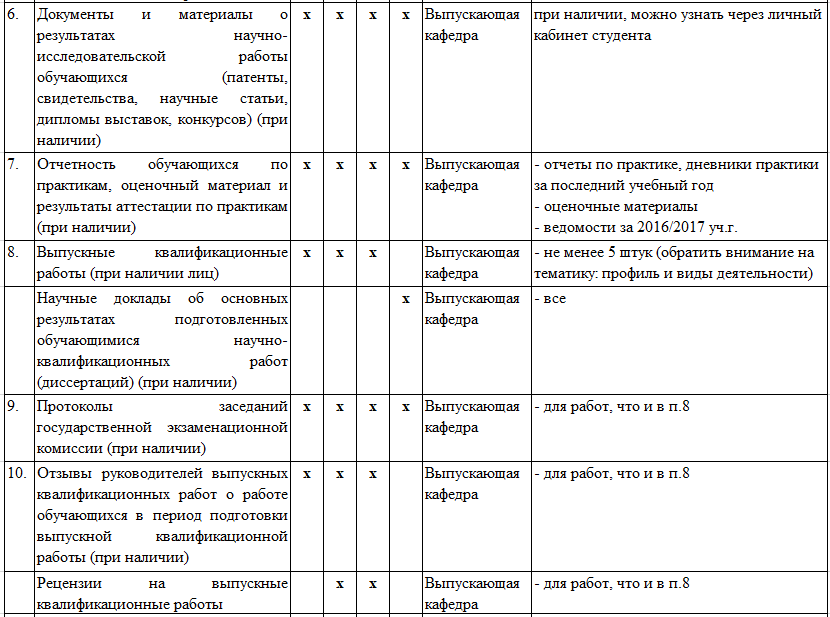 6. Документы и материалы о результатах научно-исследовательской работы обучающихся (патенты, свидетельства, научные статьи, дипломы выставок, конкурсов) (при наличии) x x x x Выпускающая кафедра при наличии, можно узнать через личный кабинет студента
7. Отчетность обучающихся по практикам, оценочный материал и результаты аттестации по практикам (при наличии) x x x x Выпускающая кафедра - отчеты по практике, дневники практики за последний учебный год - оценочные материалы - ведомости за 2016/2017 уч.г.
8. Выпускные квалификационные работы (при наличии лиц) x x x Выпускающая кафедра - не менее 5 штук (обратить внимание на тематику: профиль и виды деятельности)
Научные доклады об основных результатах подготовленных обучающимися научно-квалификационных работ (диссертаций) (при наличии) x Выпускающая кафедра - все
9. Протоколы заседаний государственной экзаменационной комиссии (при наличии) x x x x Выпускающая кафедра - для работ, что и в п.8
10. Отзывы руководителей выпускных квалификационных работ о работе обучающихся в период подготовки выпускной квалификационной работы (при наличии) x x x Выпускающая кафедра - для работ, что и в п.8
Рецензии на выпускные квалификационные работы x x Выпускающая кафедра - для работ, что и в п.8